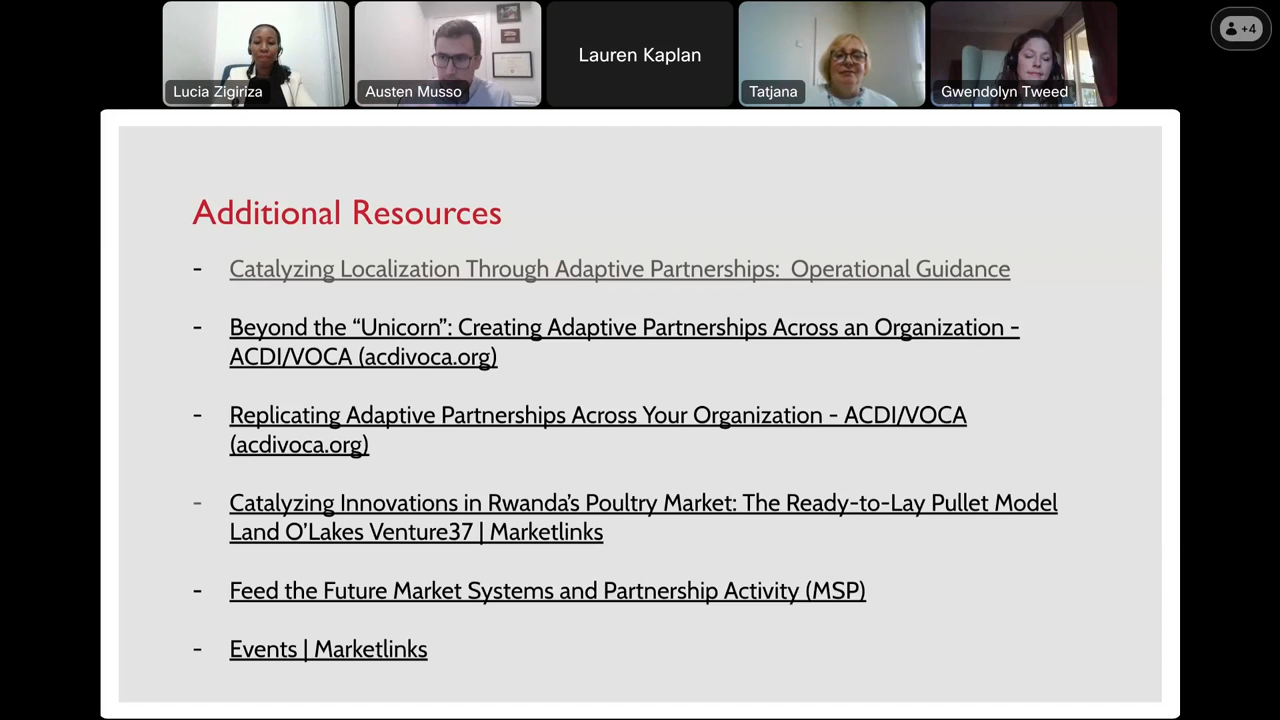 Lucia Zigiriza
Austen Musso
Lauren Kaplan
Tatjana
Gwendolyn Tweed
+4
Additional Resources
- Catalyzing Localization Through Adaptive Partnerships:  Operational Guidance
- Beyond the “Unicorn”: Creating Adaptive Partnerships Across an Organization -
ACDI/VOCA (acdivoca.org)
- Replicating Adaptive Partnerships Across Your Organization - ACDI/VOCA
(acdivoca.org)
- Catalyzing Innovations in Rwanda’s Poultry Market: The Ready-to-Lay Pullet Model
Land O’Lakes Venture37 | Marketlinks
- Feed the Future Market Systems and Partnership Activity (MSP)
- Events | Marketlinks